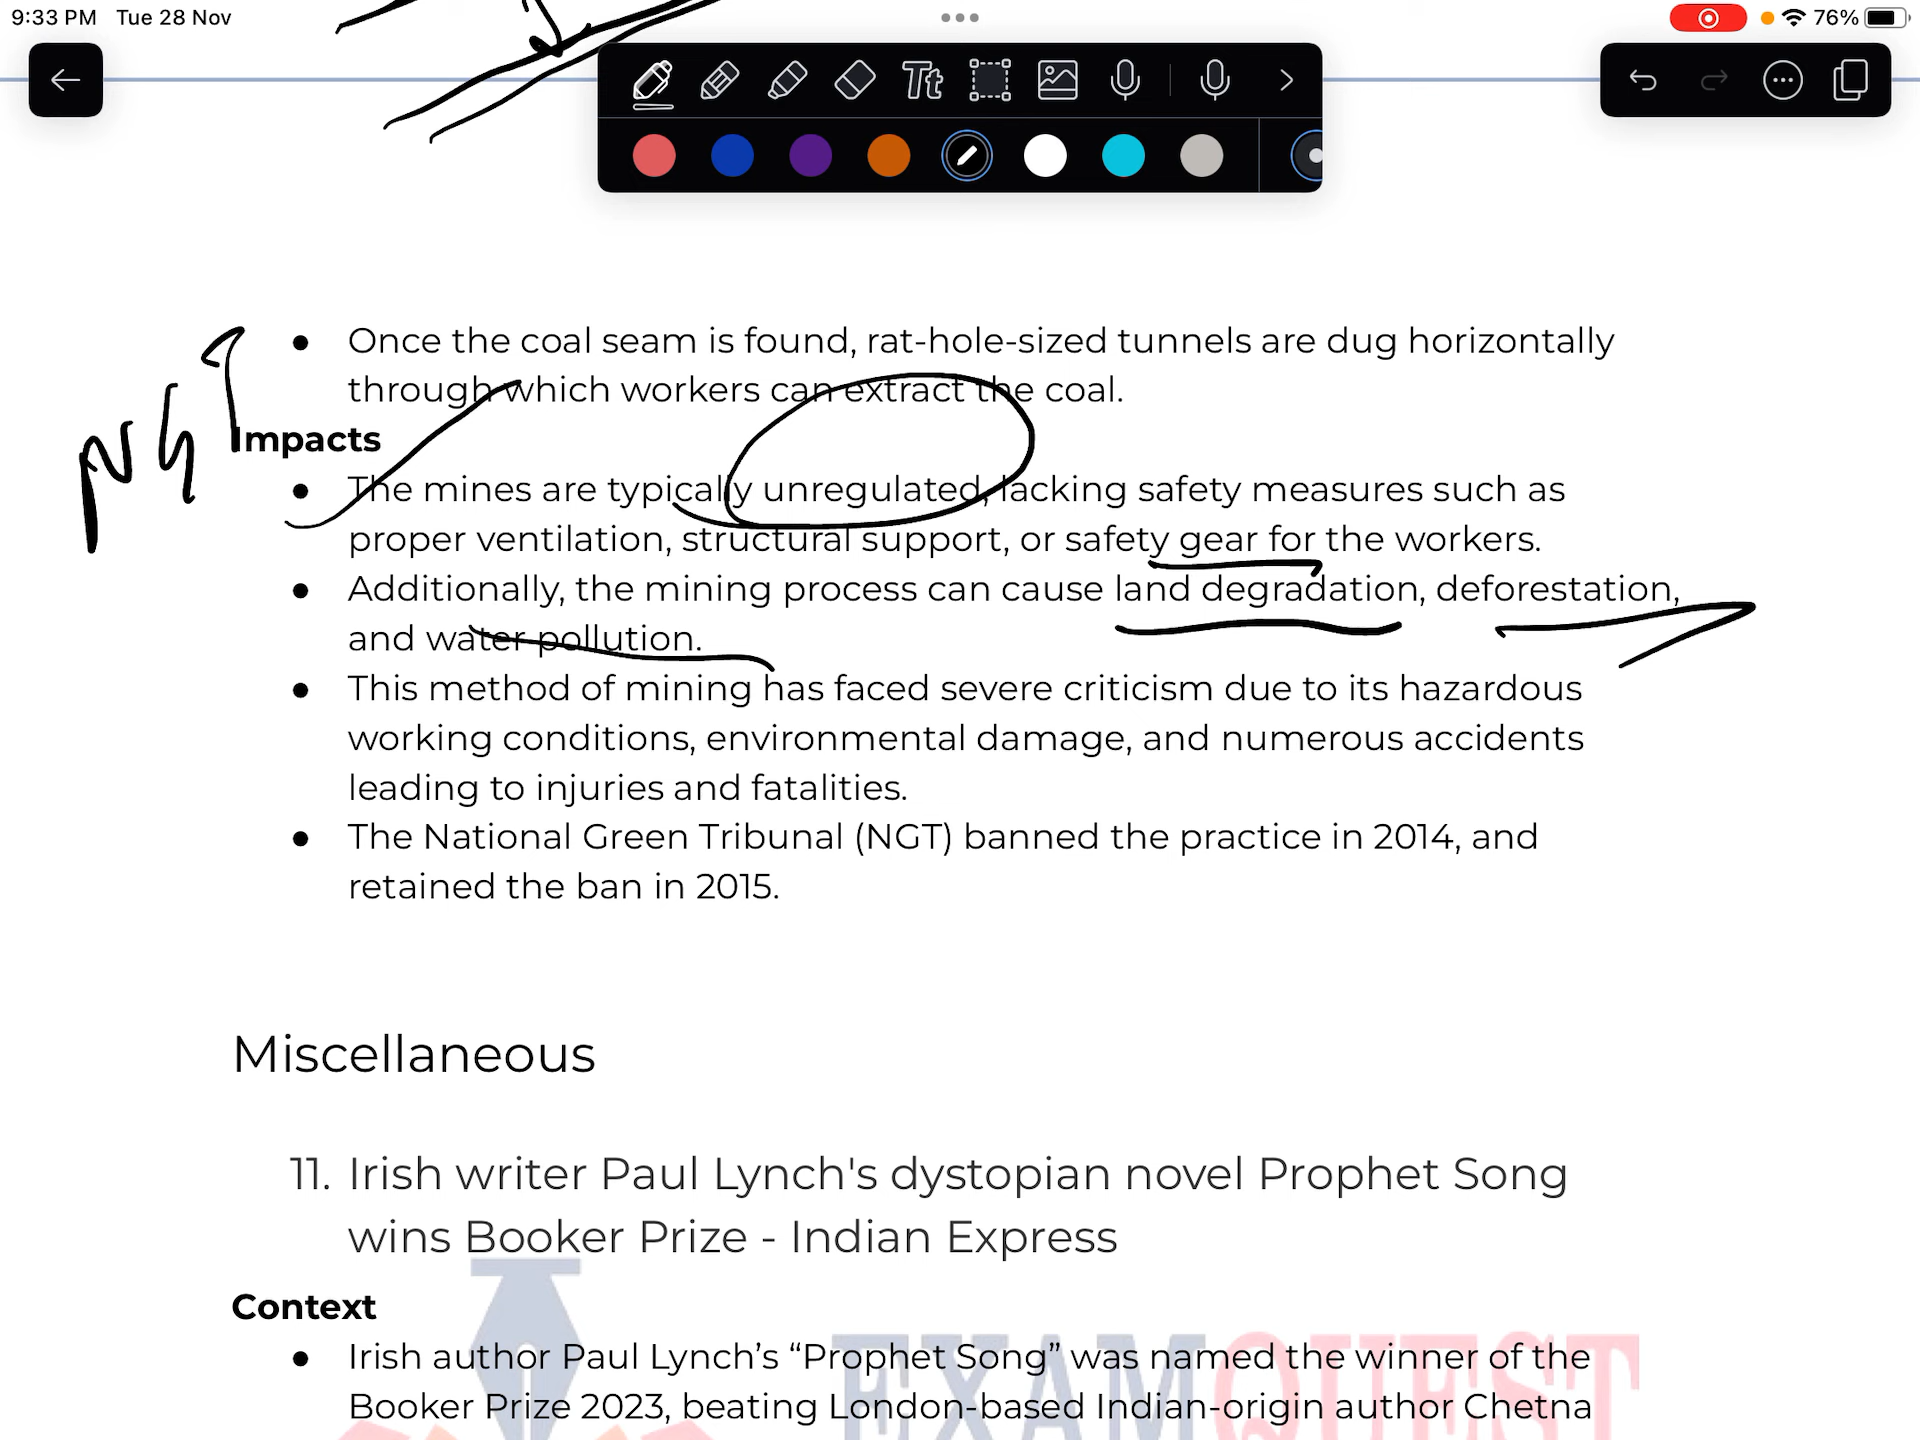 9:33 PM Tue 28 Nov
76%
Tt
NGT
● Once the coal seam is found, rat-hole-sized tunnels are dug horizontally
through which workers can extract the coal.
Impacts
● The mines are typically unregulated, lacking safety measures such as
proper ventilation, structural support, or safety gear for the workers.
● Additionally, the mining process can cause land degradation, deforestation,
and water pollution.
● This method of mining has faced severe criticism due to its hazardous
working conditions, environmental damage, and numerous accidents
leading to injuries and fatalities.
● The National Green Tribunal (NGT) banned the practice in 2014, and
retained the ban in 2015.
Miscellaneous
11. Irish writer Paul Lynch's dystopian novel Prophet Song
wins Booker Prize - Indian Express
Context
● Irish author Paul Lynch’s “Prophet Song” was named the winner of the
Booker Prize 2023, beating London-based Indian-origin author Chetna
EXAMQUEST